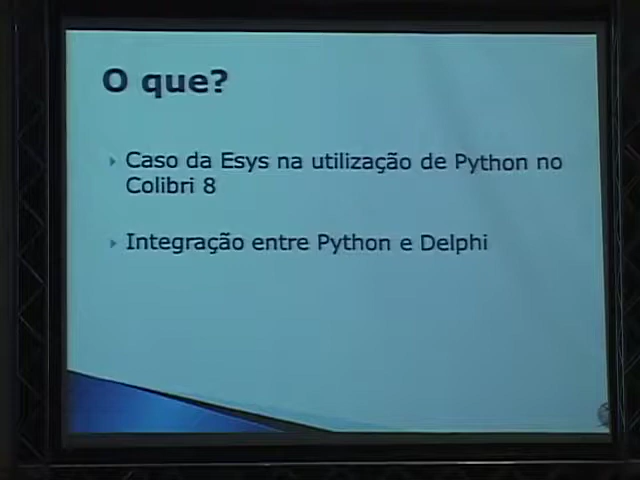 O que?
Caso da Esys na utilização de Python no
Colibri 8
Integração entre Python e Delphi